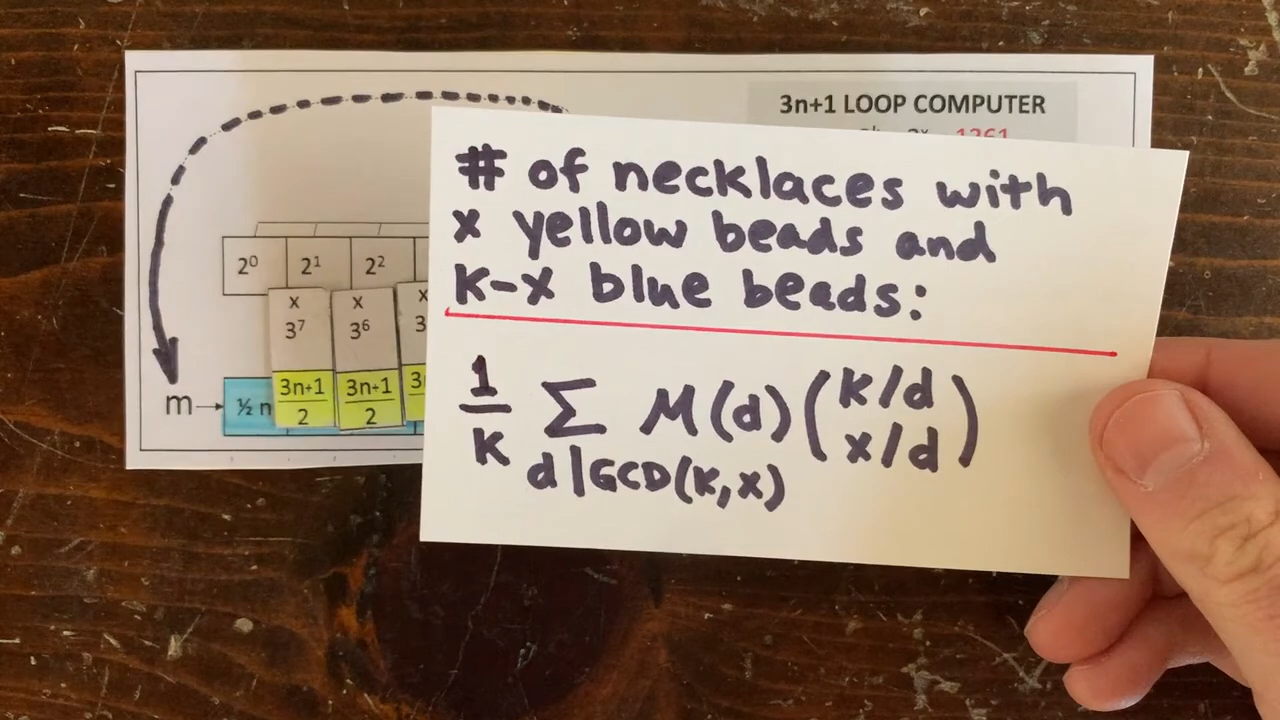 3n+1 LOOP COMPUTER
# of necklaces with
x yellow beads and
k-x blue beads:
1/k Σ M(d) (k/d x/d)
d|GCD(k,x)
2⁰ 2¹ 2²
x x x
3⁷ 3⁶ 3
m → ½ n 3n+1/2 3n+1/2